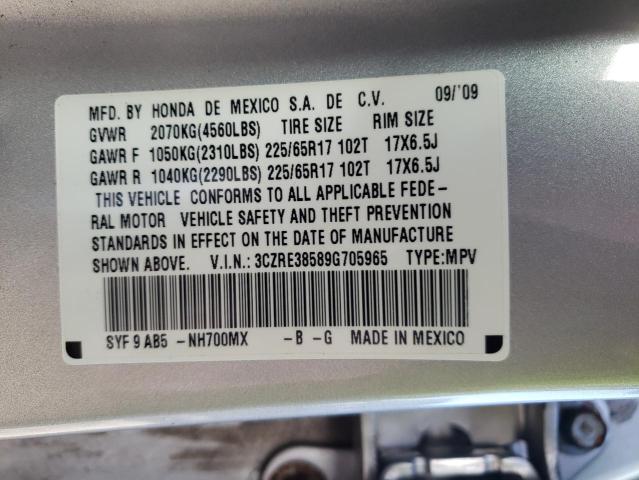 MFD. BY HONDA DE MEXICO S.A. DE C.V. 09/'09
GVWR 2070KG(4560LBS) TIRE SIZE RIM SIZE
GAWR F 1050KG(2310LBS) 225/65R17 102T 17X6.5J
GAWR R 1040KG(2290LBS) 225/65R17 102T 17X6.5J
THIS VEHICLE CONFORMS TO ALL APPLICABLE FEDE-
RAL MOTOR VEHICLE SAFETY AND THEFT PREVENTION
STANDARDS IN EFFECT ON THE DATE OF MANUFACTURE
SHOWN ABOVE. V.I.N.: 3CZRE38589G705965 TYPE:MPV
SYF 9 AB5 -NH700MX -B -G MADE IN MEXICO